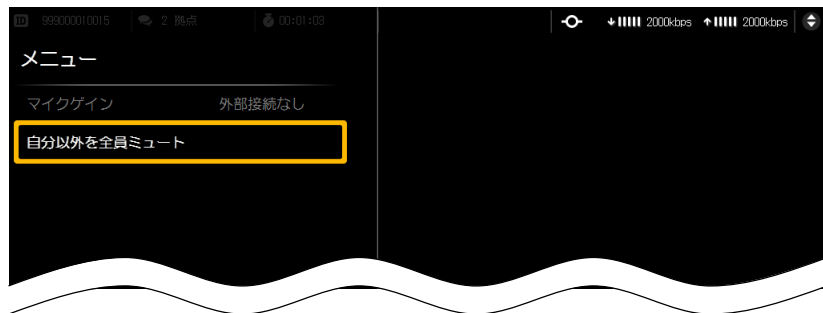 ID 999000010015 2 拠点 00:01:03 2000kbps 2000kbps
メニュー
マイクゲイン 外部接続なし
自分以外を全員ミュート